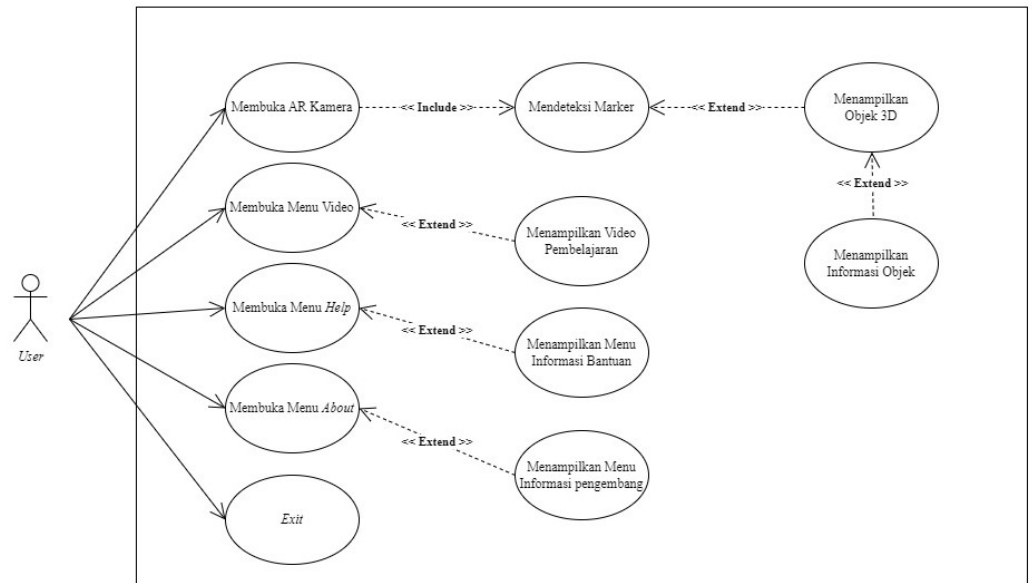 Membuka AR Kamera
<< Include >>
Mendeteksi Marker
<< Extend >>
Menampilkan
Objek 3D
<< Extend >>
Menampilkan
Informasi Objek
Membuka Menu Video
<< Extend >>
Menampilkan Video
Pembelajaran
User
Membuka Menu Help
<< Extend >>
Menampilkan Menu
Informasi Bantuan
Membuka Menu About
<< Extend >>
Menampilkan Menu
Informasi pengembang
Exit